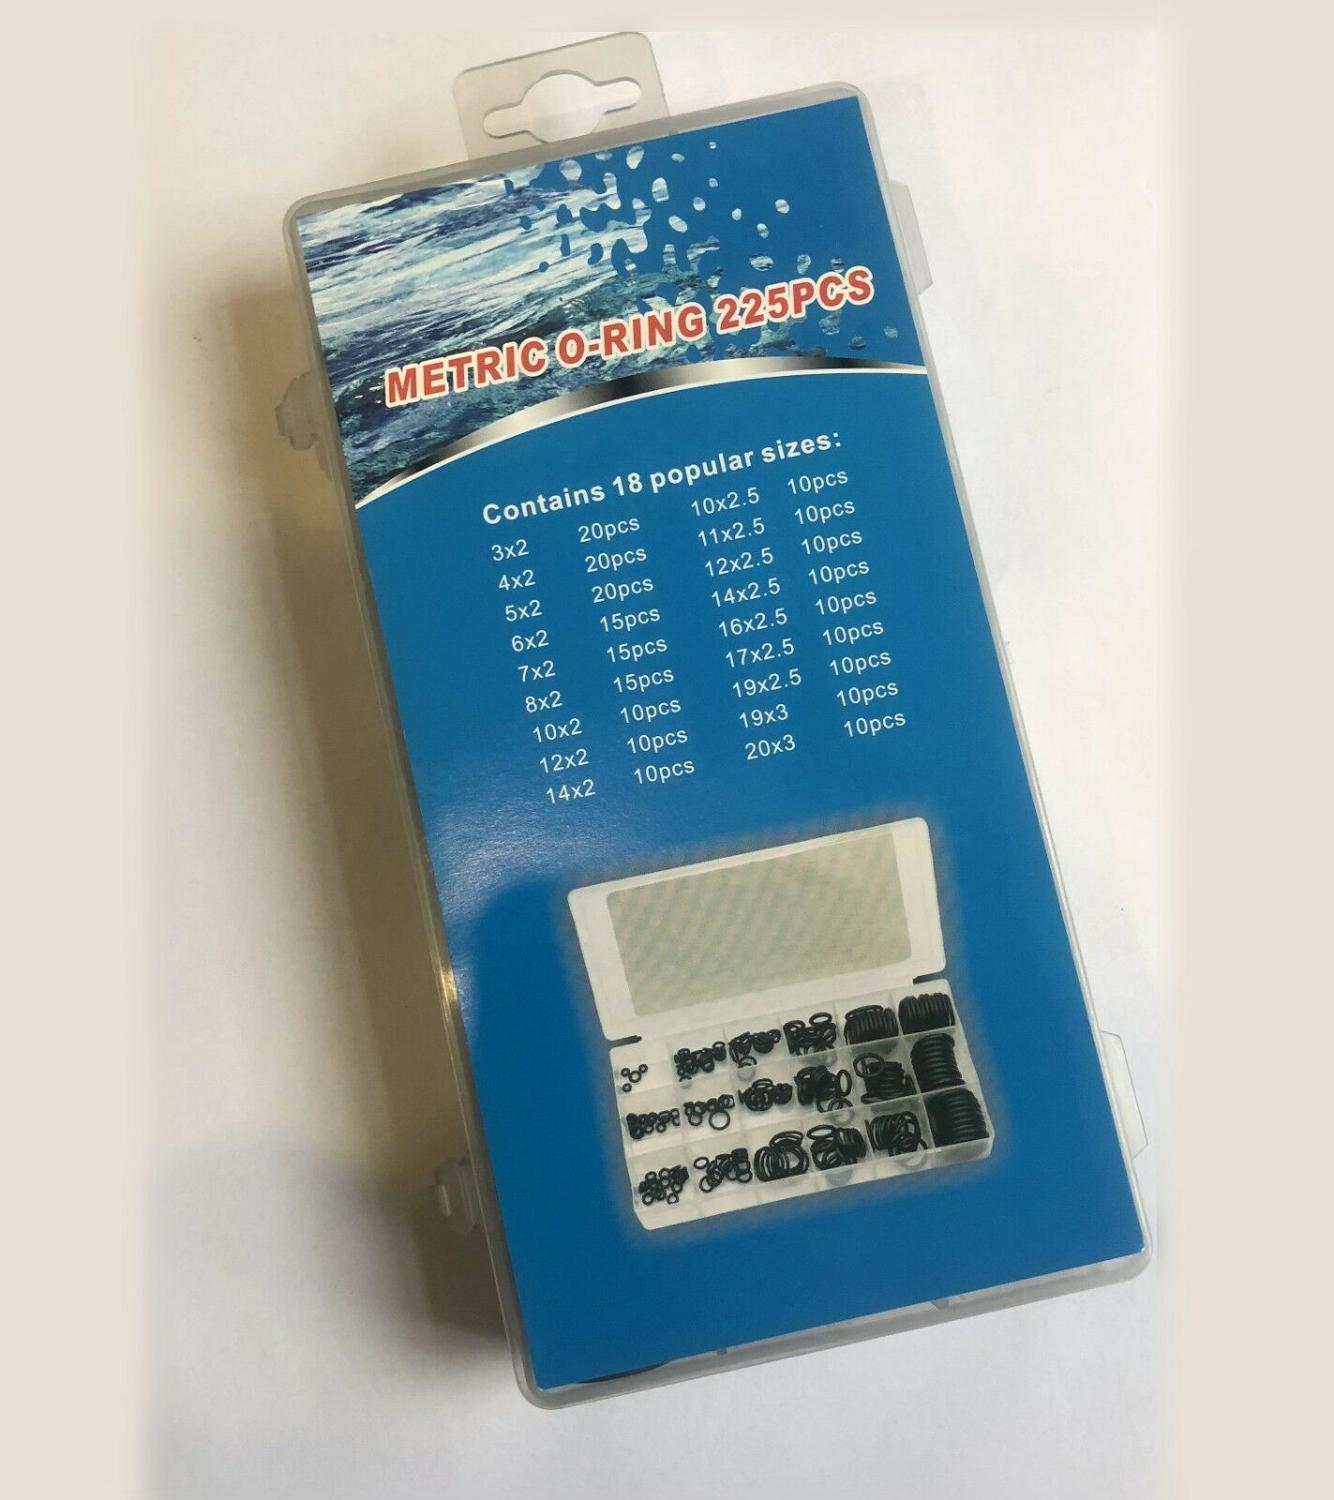 METRIC O-RING 225PCS
Contains 18 popular sizes:
3x2 20pcs 10x2.5 10pcs
4x2 20pcs 11x2.5 10pcs
5x2 20pcs 12x2.5 10pcs
6x2 15pcs 14x2.5 10pcs
7x2 15pcs 16x2.5 10pcs
8x2 15pcs 17x2.5 10pcs
10x2 10pcs 19x2.5 10pcs
12x2 10pcs 19x3 10pcs
14x2 10pcs 20x3 10pcs